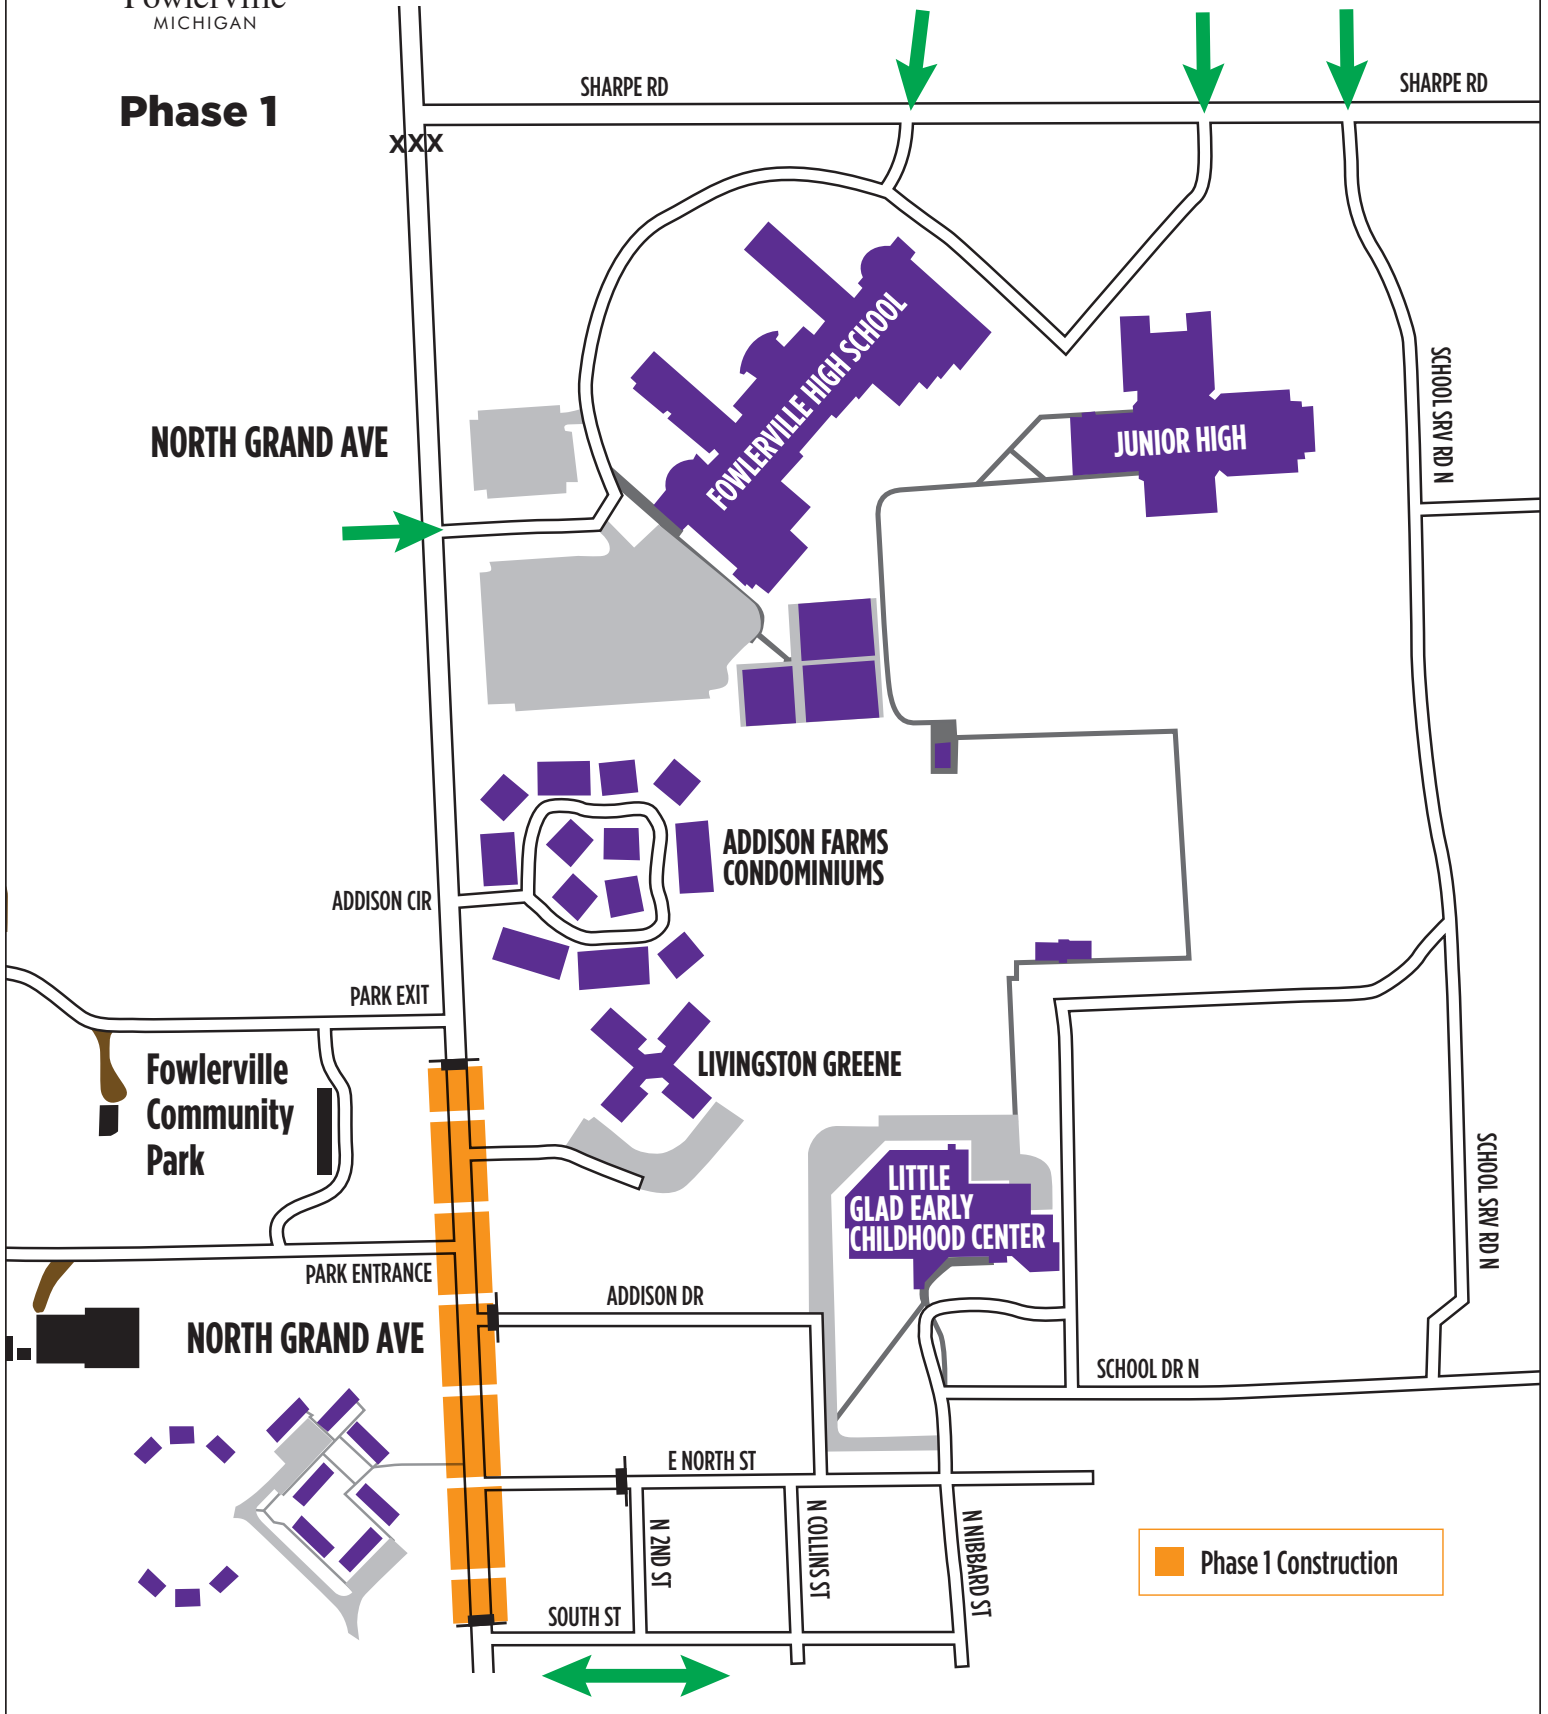 Fowlerville
MICHIGAN
Phase 1
SHARPE RD
SHARPE RD
XXX
NORTH GRAND AVE
FOWLERVILLE HIGH SCHOOL
JUNIOR HIGH
SCHOOL SRV RD N
ADDISON FARMS
CONDOMINIUMS
ADDISON CIR
PARK EXIT
Fowlerville
Community
Park
LIVINGSTON GREENE
LITTLE
GLAD EARLY
CHILDHOOD CENTER
SCHOOL SRV RD N
PARK ENTRANCE
ADDISON DR
NORTH GRAND AVE
SCHOOL DR N
E NORTH ST
N 2ND ST
N COLLINS ST
N NIBBARD ST
SOUTH ST
Phase 1 Construction